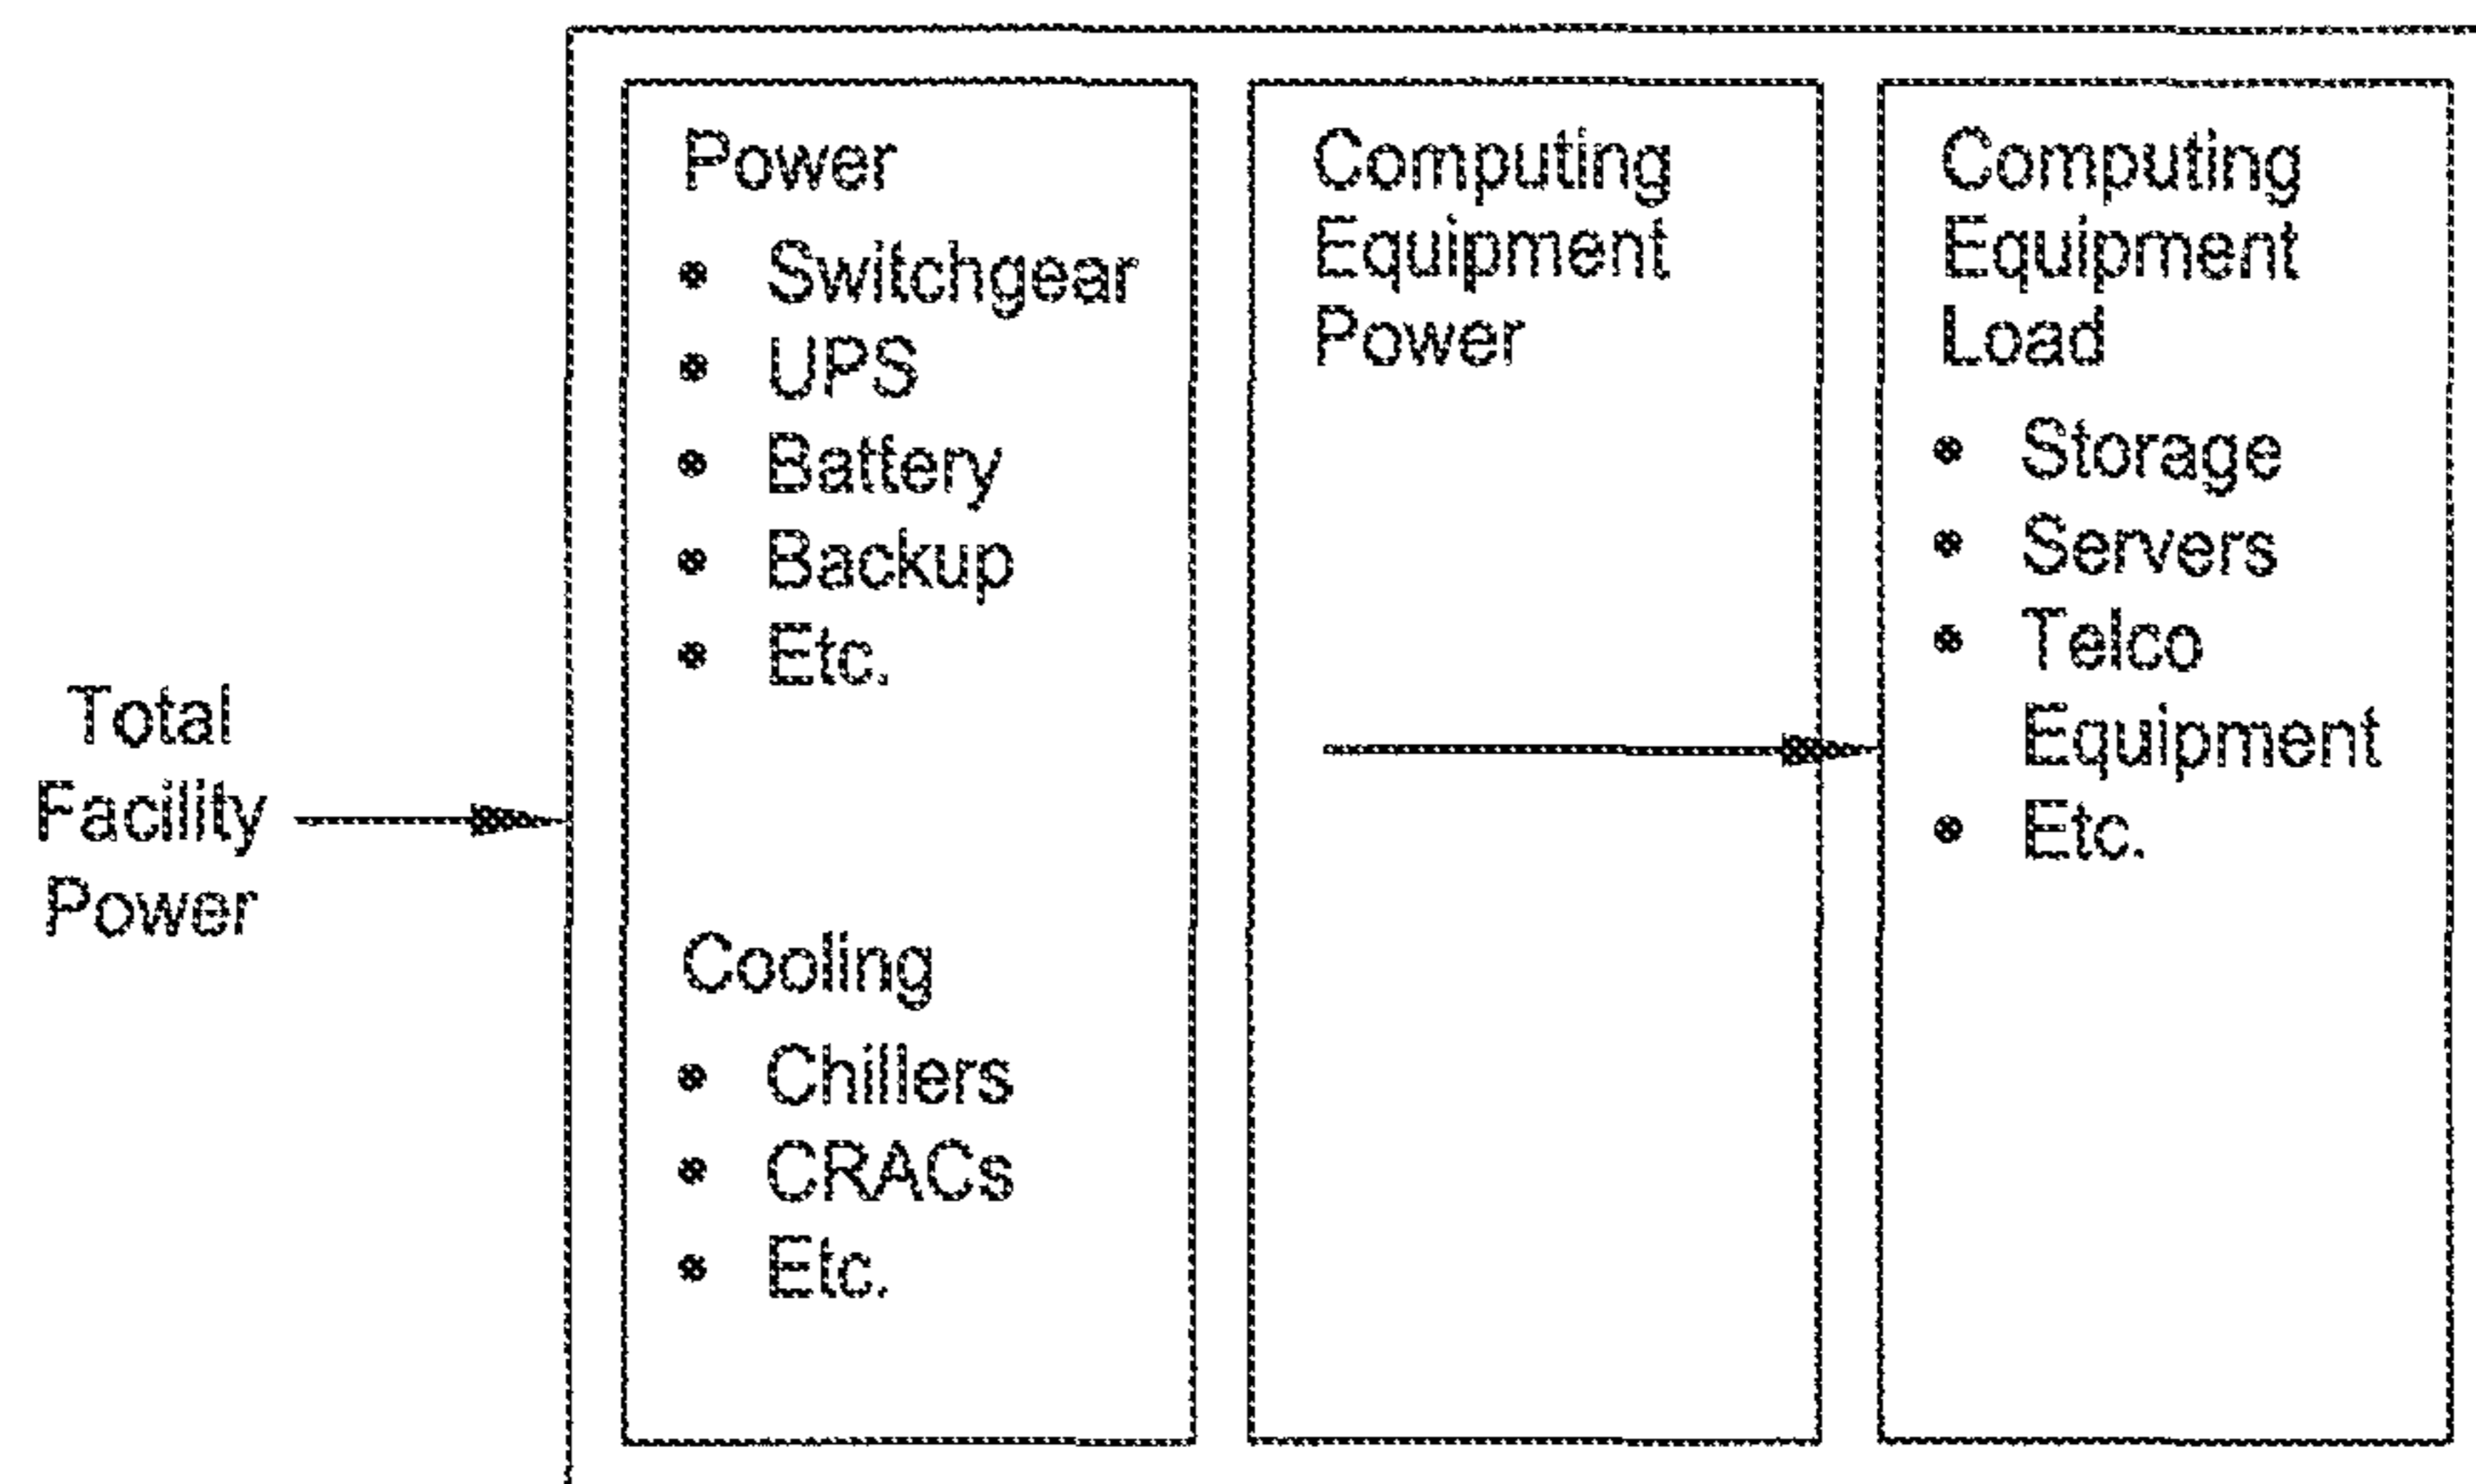 Total
Facility
Power
Power
• Switchgear
• UPS
• Battery
• Backup
• Etc.
Cooling
• Chillers
• CRACs
• Etc.
Computing
Equipment
Power
Computing
Equipment
Load
• Storage
• Servers
• Telco
Equipment
• Etc.